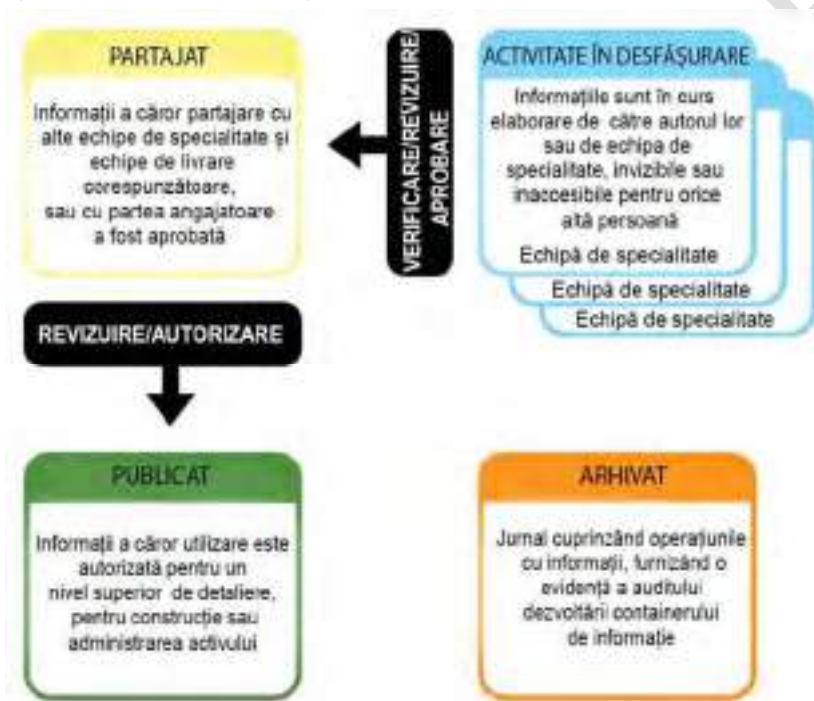 PARTAJAT
Informații a căror partajare cu
alte echipe de specialitate și
echipe de livrare
corespunzătoare,
sau cu partea angajatoare
a fost aprobată
VERIFICARE/REVIZUIRE/
APROBARE
ACTIVITATE ÎN DESFĂȘURARE
Informațiile sunt în curs
elaborare de către autorul lor
sau de echipa de
specialitate, invizibile sau
inaccesibile pentru orice
altă persoană
Echipă de specialitate
Echipă de specialitate
Echipă de specialitate
REVIZUIRE/AUTORIZARE
PUBLICAT
Informații a căror utilizare este
autorizată pentru un
nivel superior de detaliere,
pentru construcție sau
administrarea activului
ARHIVAT
Jurnal cuprinzând operațiunile
cu informații, furnizând o
evidență a auditului
dezvoltării containerului
de informație